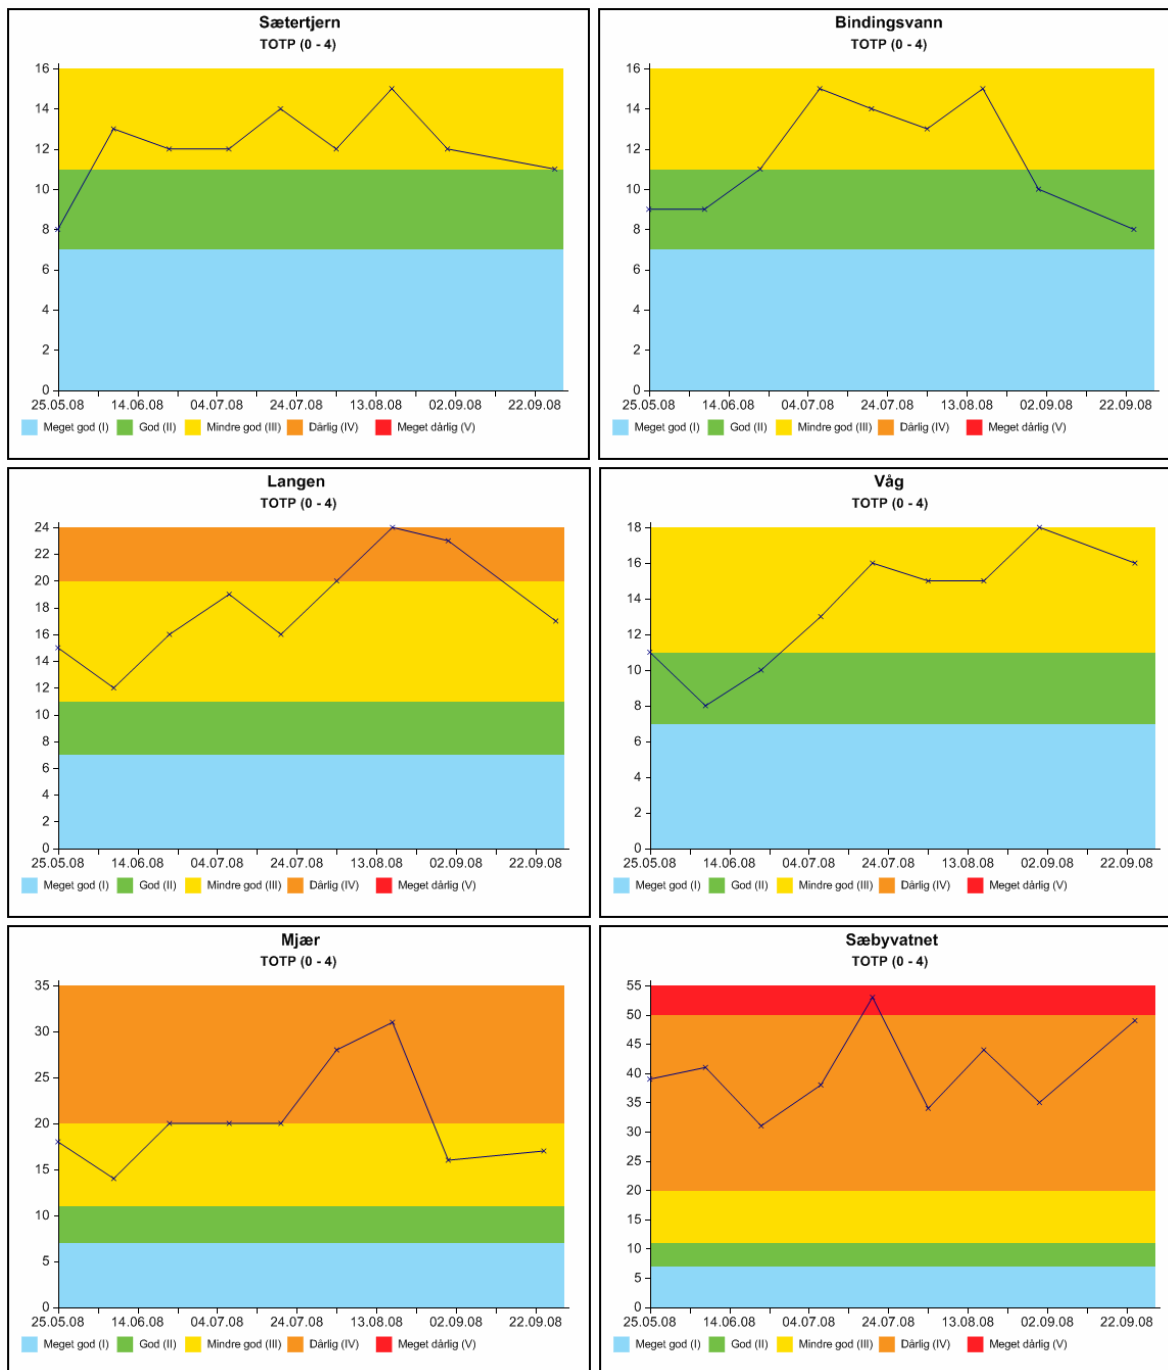 Sætertjern
TOTP (0 - 4)
16
14
12
10
8
6
4
2
0
25.05.08 14.06.08 04.07.08 24.07.08 13.08.08 02.09.08 22.09.08
Meget god (I) God (II) Mindre god (III) Dårlig (IV) Meget dårlig (V)
Bindingsvann
TOTP (0 - 4)
16
14
12
10
8
6
4
2
0
25.05.08 14.06.08 04.07.08 24.07.08 13.08.08 02.09.08 22.09.08
Meget god (I) God (II) Mindre god (III) Dårlig (IV) Meget dårlig (V)
Langen
TOTP (0 - 4)
24
22
20
18
16
14
12
10
8
6
4
2
0
25.05.08 14.06.08 04.07.08 24.07.08 13.08.08 02.09.08 22.09.08
Meget god (I) God (II) Mindre god (III) Dårlig (IV) Meget dårlig (V)
Våg
TOTP (0 - 4)
18
16
14
12
10
8
6
4
2
0
25.05.08 14.06.08 04.07.08 24.07.08 13.08.08 02.09.08 22.09.08
Meget god (I) God (II) Mindre god (III) Dårlig (IV) Meget dårlig (V)
Mjær
TOTP (0 - 4)
35
30
25
20
15
10
5
0
25.05.08 14.06.08 04.07.08 24.07.08 13.08.08 02.09.08 22.09.08
Meget god (I) God (II) Mindre god (III) Dårlig (IV) Meget dårlig (V)
Sæbyvatnet
TOTP (0 - 4)
55
50
45
40
35
30
25
20
15
10
5
0
25.05.08 14.06.08 04.07.08 24.07.08 13.08.08 02.09.08 22.09.08
Meget god (I) God (II) Mindre god (III) Dårlig (IV) Meget dårlig (V)